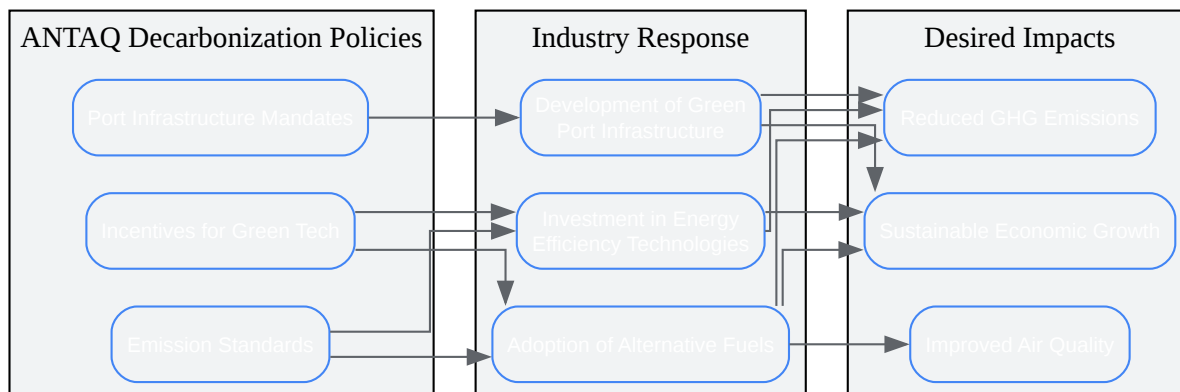 ANTAQ Decarbonization Policies
Port Infrastructure Mandates
Incentives for Green Tech
Emission Standards
Industry Response
Development of Green
Port Infrastructure
Investment in Energy
Efficiency Technologies
Adoption of Alternative Fuels
Desired Impacts
Reduced GHG Emissions
Sustainable Economic Growth
Improved Air Quality